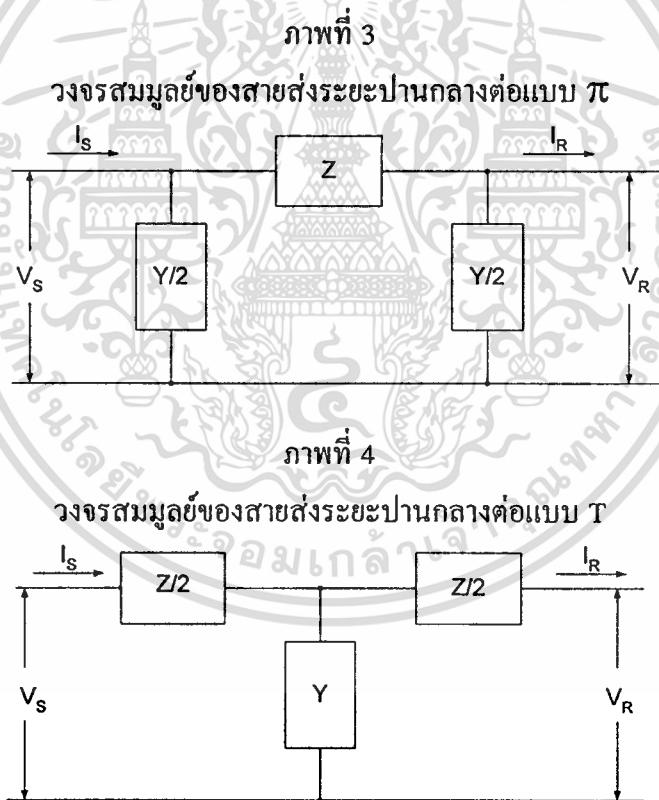 ภาพที่ 3
วงจรสมมูลย์ของสายส่งระยะปานกลางต่อแบบ π
I_S I_R
Z
V_S Y/2 Y/2 V_R
ภาพที่ 4
วงจรสมมูลย์ของสายส่งระยะปานกลางต่อแบบ T
I_S I_R
Z/2 Z/2
V_S Y V_R